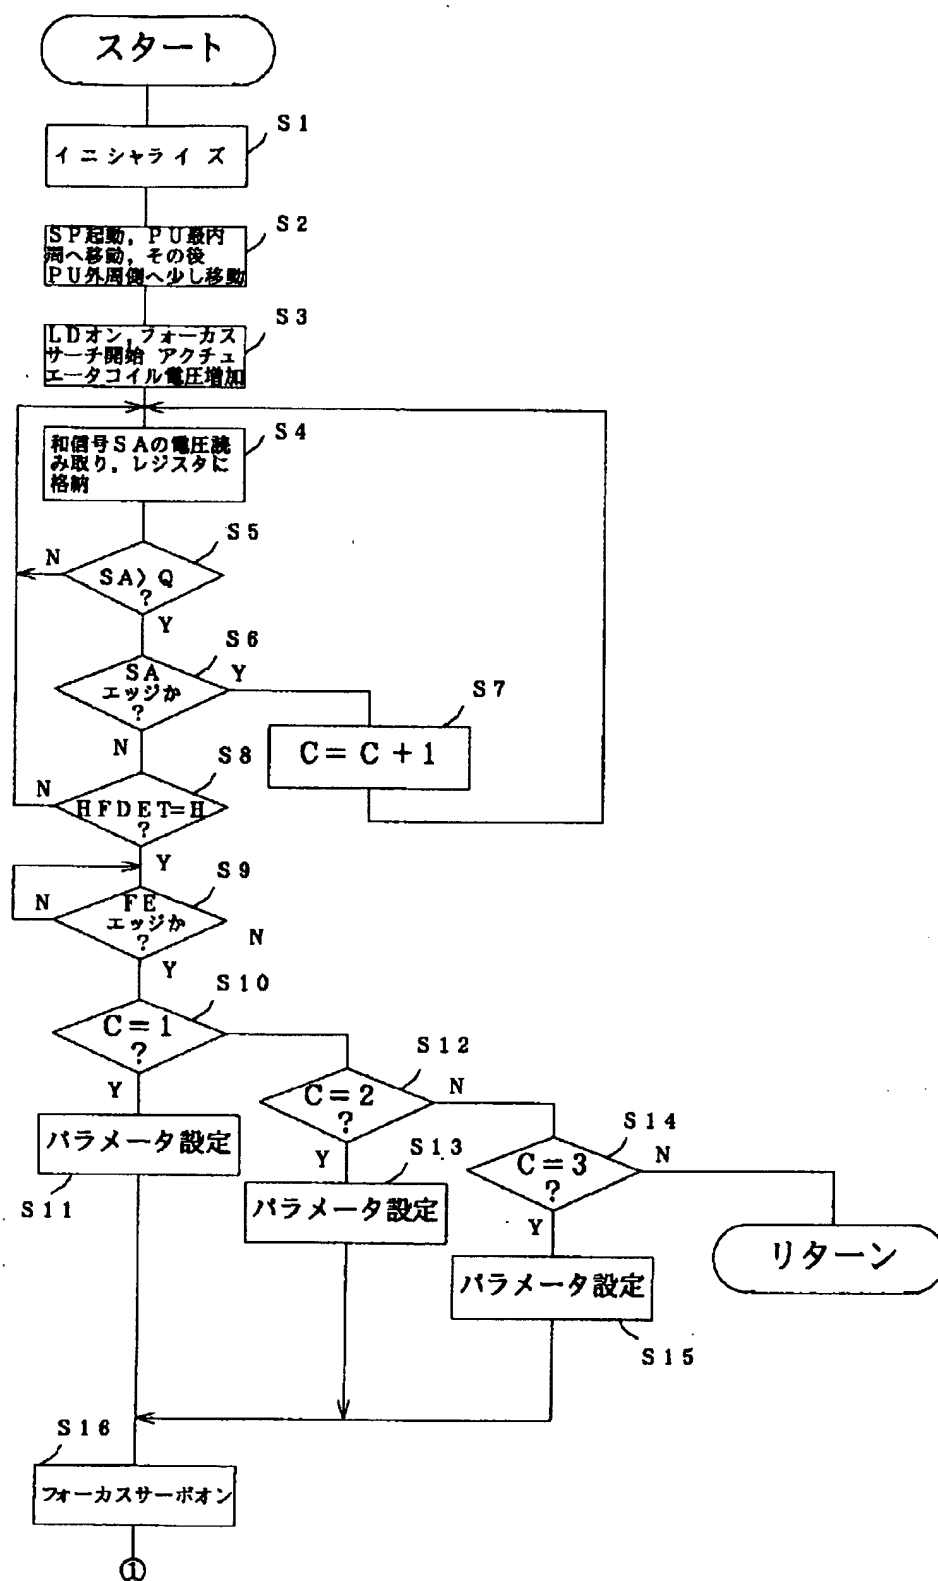 スタート
S1
イニシャライズ
S2
SP起動,PU最内
周へ移動,その後
PU外周側へ少し移動
S3
LDオン,フォーカス
サーチ開始 アクチュ
エータコイル電圧増加
S4
和信号SAの電圧読
み取り,レジスタに
格納
S5
N
SA>Q
?
Y
S6
SA
エッジか
?
Y
S7
C=C+1
N
S8
N
HFDET=H
?
Y
S9
N
FE
エッジか
?
N
Y
S10
C=1
?
S12
Y
C=2
?
N
S14
パラメータ設定
S11
Y
S13
C=3
?
N
パラメータ設定
Y
リターン
パラメータ設定
S15
S16
フォーカスサーボオン
①